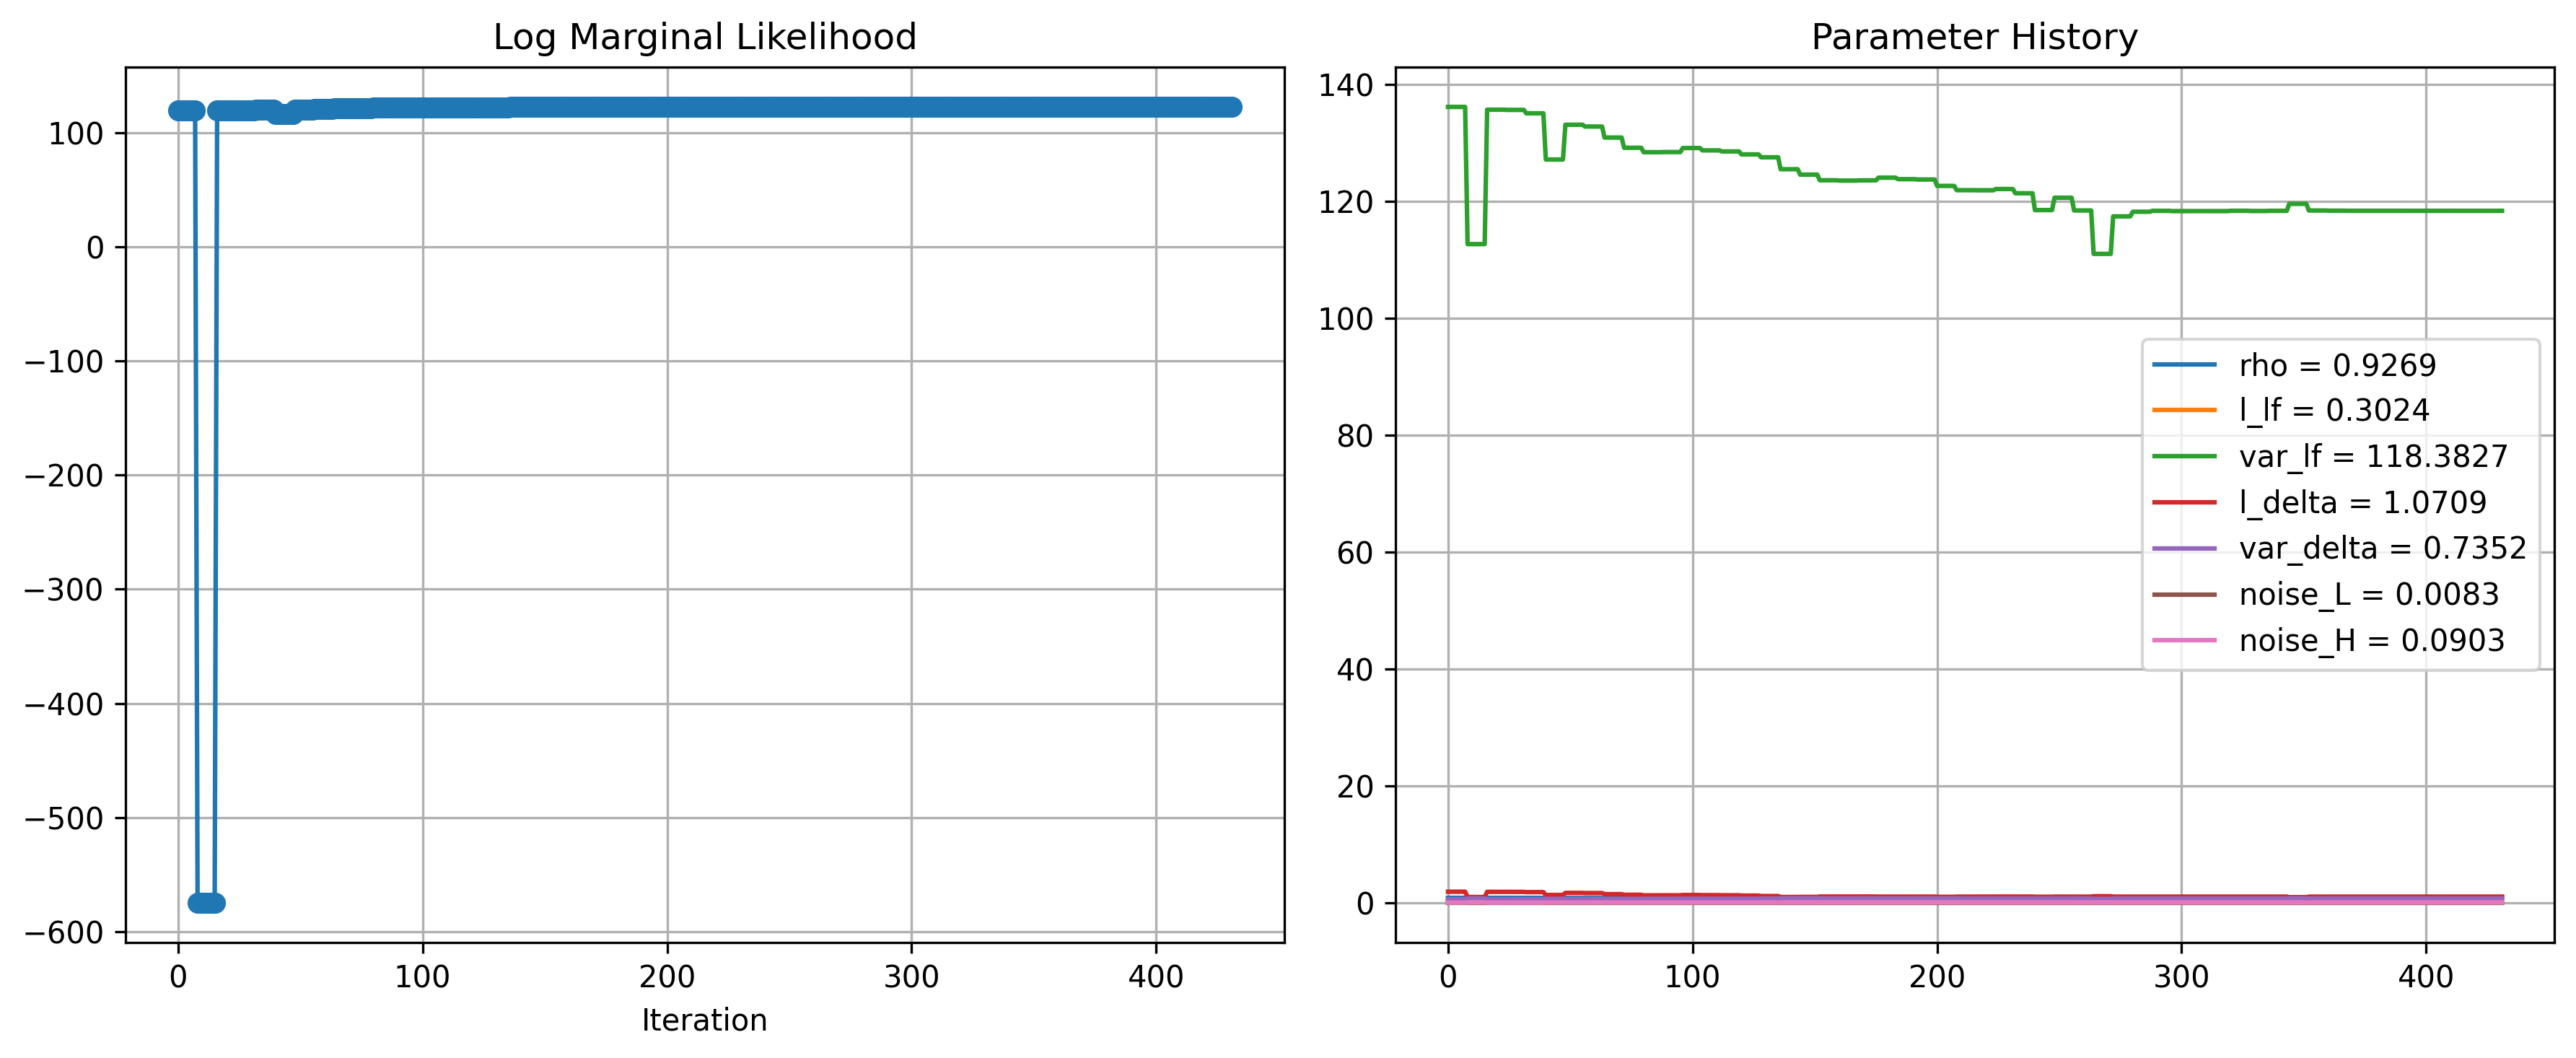 Log Marginal Likelihood
100
0
−100
−200
−300
−400
−500
−600
0
100
200
300
400
Iteration
Parameter History
140
120
100
80
60
40
20
0
0
100
200
300
400
rho = 0.9269
l_lf = 0.3024
var_lf = 118.3827
l_delta = 1.0709
var_delta = 0.7352
noise_L = 0.0083
noise_H = 0.0903